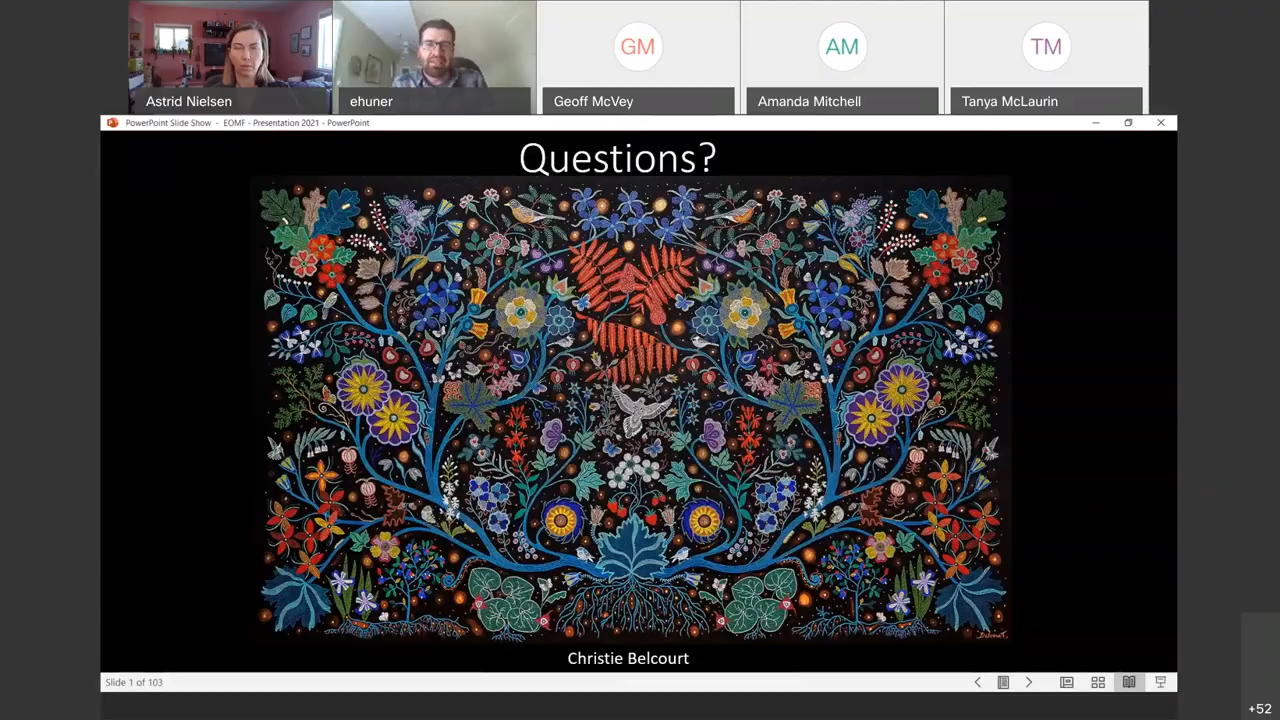 GM
AM
TM
Astrid Nielsen
ehuner
Geoff McVey
Amanda Mitchell
Tanya McLaurin
PowerPoint Slide Show - EOMF - Presentation 2021 - PowerPoint
Questions?
Christie Belcourt
Slide 1 of 103
+52